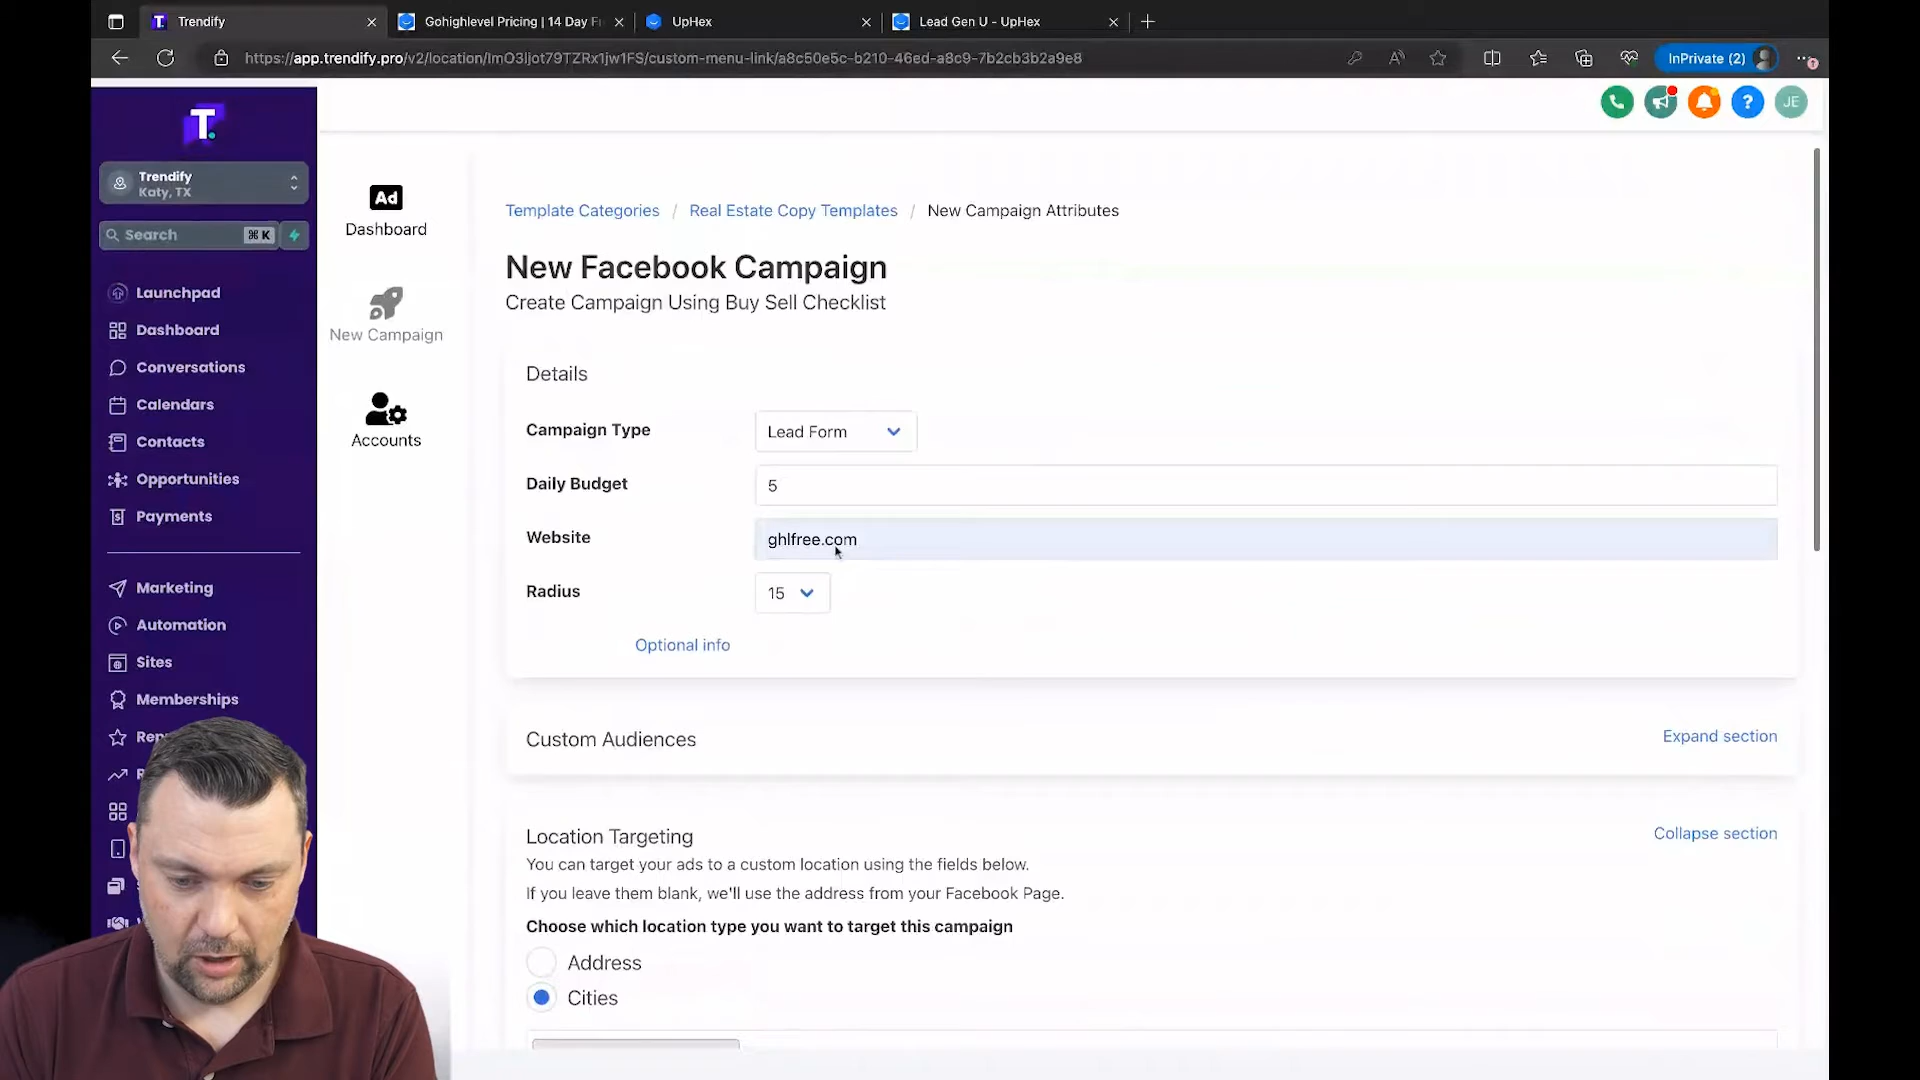 Trendify
Gohighlevel Pricing | 14 Day F
UpHex
Lead Gen U - UpHex
https://app.trendify.pro/v2/location/ImO3Ijot79TZRx1jw1FS/custom-menu-link/a8c50e5c-b210-46ed-a8c9-7b2cb3b2a9e8
InPrivate (2)
T.
JE
Trendify
Katy, TX
Search
⌘ K
Launchpad
Dashboard
Conversations
Calendars
Contacts
Opportunities
Payments
Marketing
Automation
Sites
Memberships
Rep
R
Ad
Dashboard
New Campaign
Accounts
Template Categories / Real Estate Copy Templates / New Campaign Attributes
New Facebook Campaign
Create Campaign Using Buy Sell Checklist
Details
Campaign Type
Lead Form
Daily Budget
5
Website
ghlfree.com
Radius
15
Optional info
Custom Audiences
Expand section
Location Targeting
Collapse section
You can target your ads to a custom location using the fields below.
If you leave them blank, we'll use the address from your Facebook Page.
Choose which location type you want to target this campaign
Address
Cities